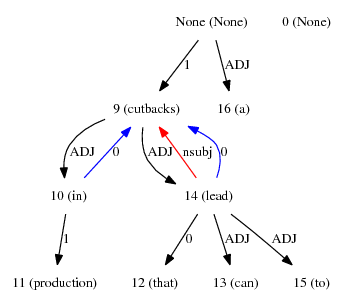 None (None) 0 (None)
1 ADJ
9 (cutbacks) 16 (a)
ADJ 0 ADJ nsubj 0
10 (in) 14 (lead)
1 0 ADJ ADJ
11 (production) 12 (that) 13 (can) 15 (to)